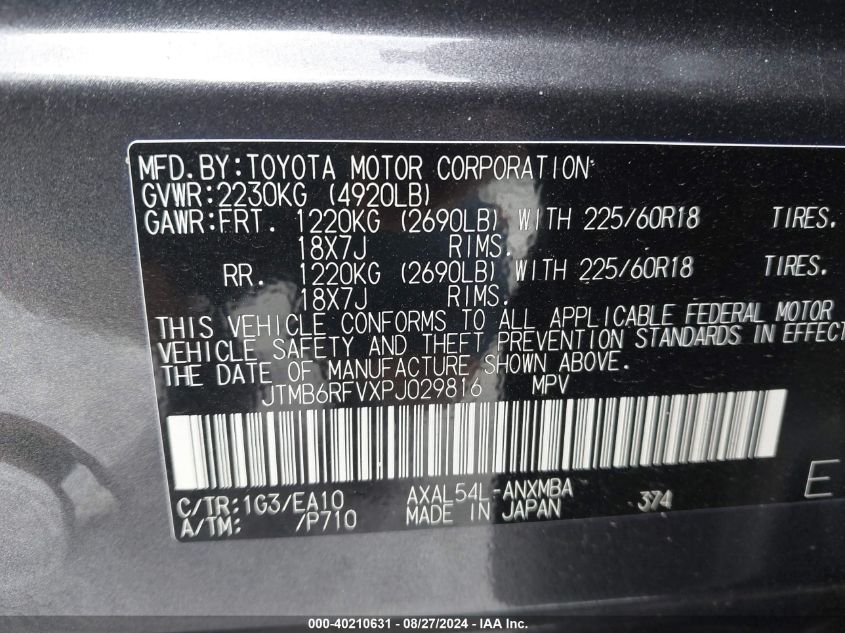 MFD.BY:TOYOTA MOTOR CORPORATION
GVWR:2230KG (4920LB)
GAWR:FRT. 1220KG (2690LB) WITH 225/60R18 TIRES.
18X7J RIMS.
RR. 1220KG (2690LB) WITH 225/60R18 TIRES.
18X7J RIMS.
THIS VEHICLE CONFORMS TO ALL APPLICABLE FEDERAL MOTOR
VEHICLE SAFETY AND THEFT PREVENTION STANDARDS IN EFFECT
THE DATE OF MANUFACTURE SHOWN ABOVE.
JTMB6RFVXPJ029816 MPV
C/TR:1G3/EA10 AXAL54L-ANXMBA 374 E
A/TM: /P710 MADE IN JAPAN
000-40210631 - 08/27/2024 - IAA Inc.